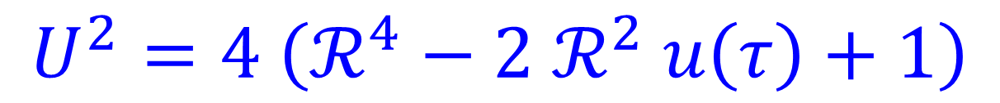 U² = 4 (ℛ⁴ − 2 ℛ² u(τ) + 1)